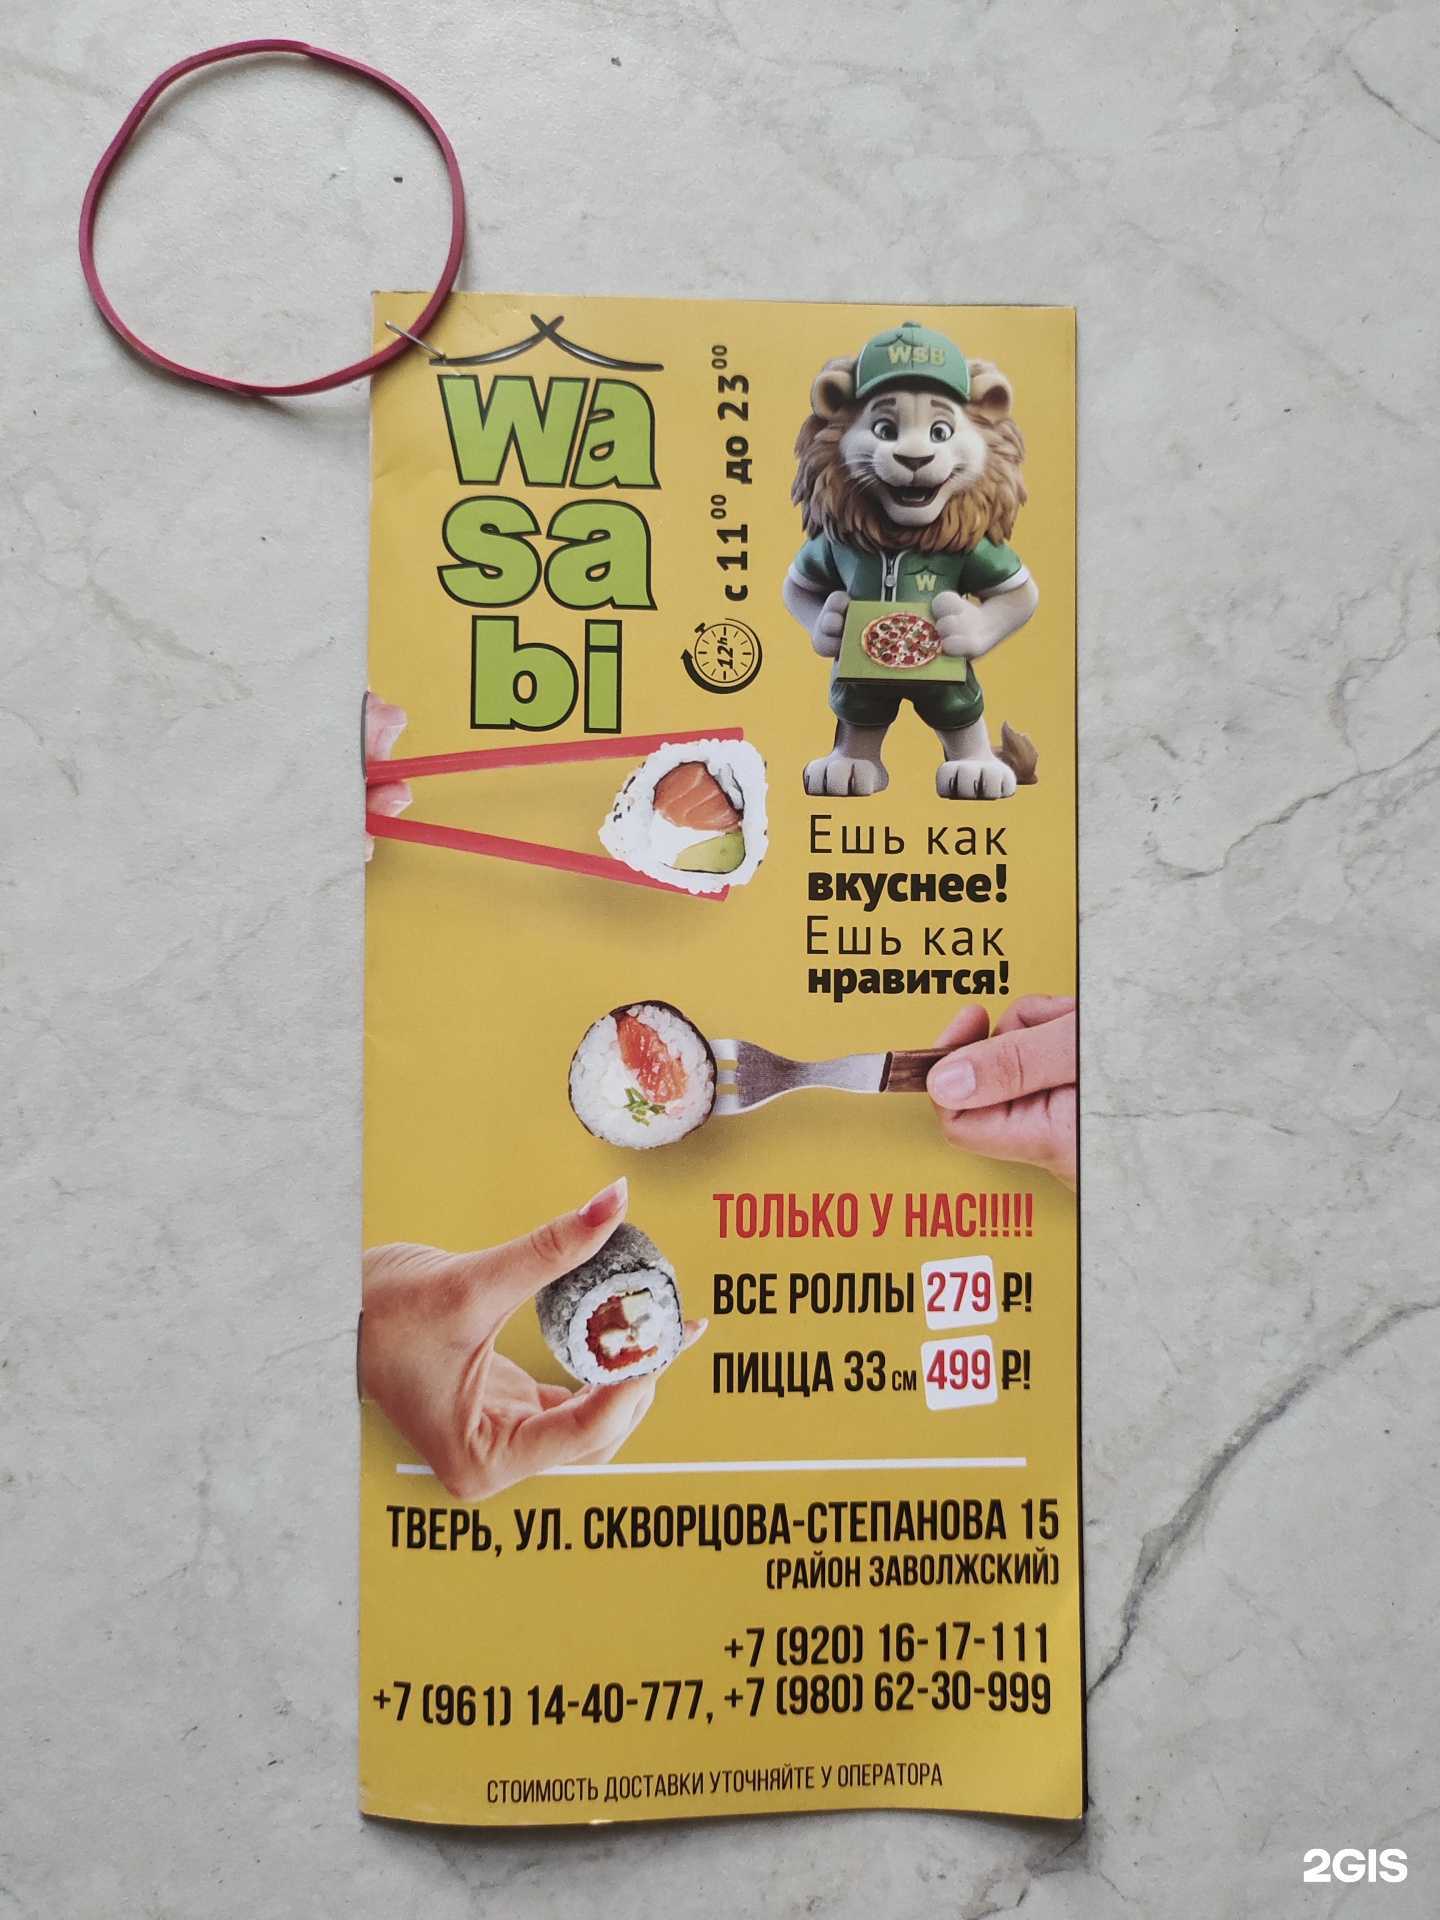 wa
sa
bi
с 11⁰⁰ до 23⁰⁰
12h
WSB
W
Ешь как
вкуснее!
Ешь как
нравится!
ТОЛЬКО У НАС!!!!!
ВСЕ РОЛЛЫ 279 ₽!
ПИЦЦА 33 СМ 499 ₽!
ТВЕРЬ, УЛ. СКВОРЦОВА-СТЕПАНОВА 15
(РАЙОН ЗАВОЛЖСКИЙ)
+7 (920) 16-17-111
+7 (961) 14-40-777, +7 (980) 62-30-999
СТОИМОСТЬ ДОСТАВКИ УТОЧНЯЙТЕ У ОПЕРАТОРА
2GIS